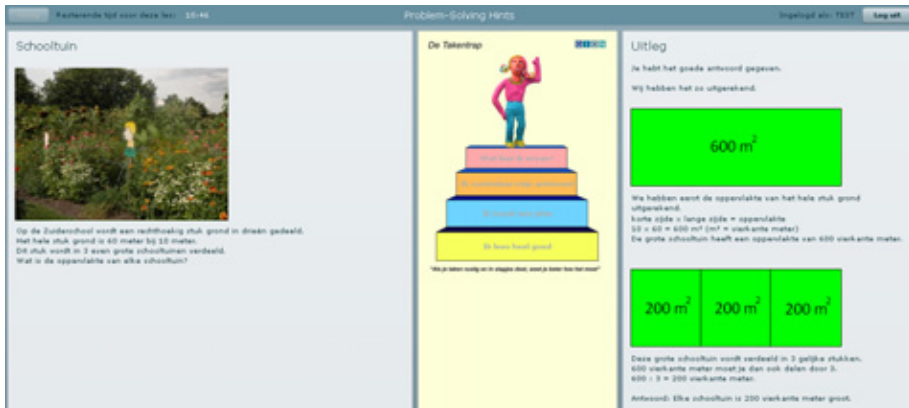 Resterende tijd voor deze les: 10:46
Problem-Solving Hints
Ingelogd als: TEST
Log uit
Schooltuin
Op de Zuiderschool wordt een rechthoekig stuk grond in drieën gedeeld.
Het hele stuk grond is 60 meter bij 10 meter.
Dit stuk wordt in 3 even grote schooltuinen verdeeld.
Wat is de oppervlakte van elke schooltuin?
De Takentrap
GION
Ik lees heel goed
Uitleg
Je hebt het goede antwoord gegeven.
Wij hebben het zo uitgerekend.
600 m²
We hebben eerst de oppervlakte van het hele stuk grond
uitgerekend.
korte zijde x lange zijde = oppervlakte
10 x 60 = 600 m² (m² = vierkante meter)
De grote schooltuin heeft een oppervlakte van 600 vierkante meter.
200 m² 200 m² 200 m²
Deze grote schooltuin wordt verdeeld in 3 gelijke stukken.
600 vierkante meter moet je dan ook delen door 3.
600 : 3 = 200 vierkante meter.
Antwoord: Elke schooltuin is 200 vierkante meter groot.